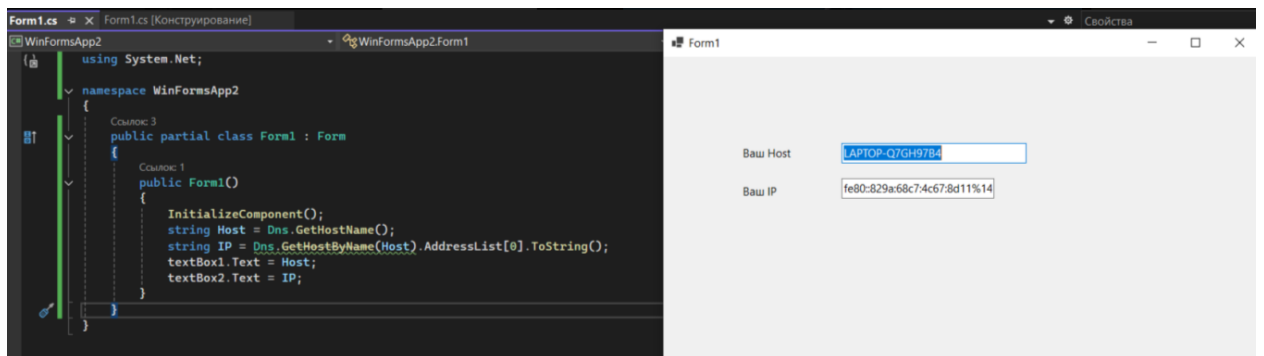 Form1.cs
Form1.cs [Конструирование]
Свойства
WinFormsApp2
WinFormsApp2.Form1
using System.Net;
namespace WinFormsApp2
{
Ссылок: 3
public partial class Form1 : Form
{
Ссылок: 1
public Form1()
{
InitializeComponent();
string Host = Dns.GetHostName();
string IP = Dns.GetHostByName(Host).AddressList[0].ToString();
textBox1.Text = Host;
textBox2.Text = IP;
}
}
}
Form1
Ваш Host
LAPTOP-Q7GH97B4
Ваш IP
fe80::829a:68c7:4c67:8d11%14